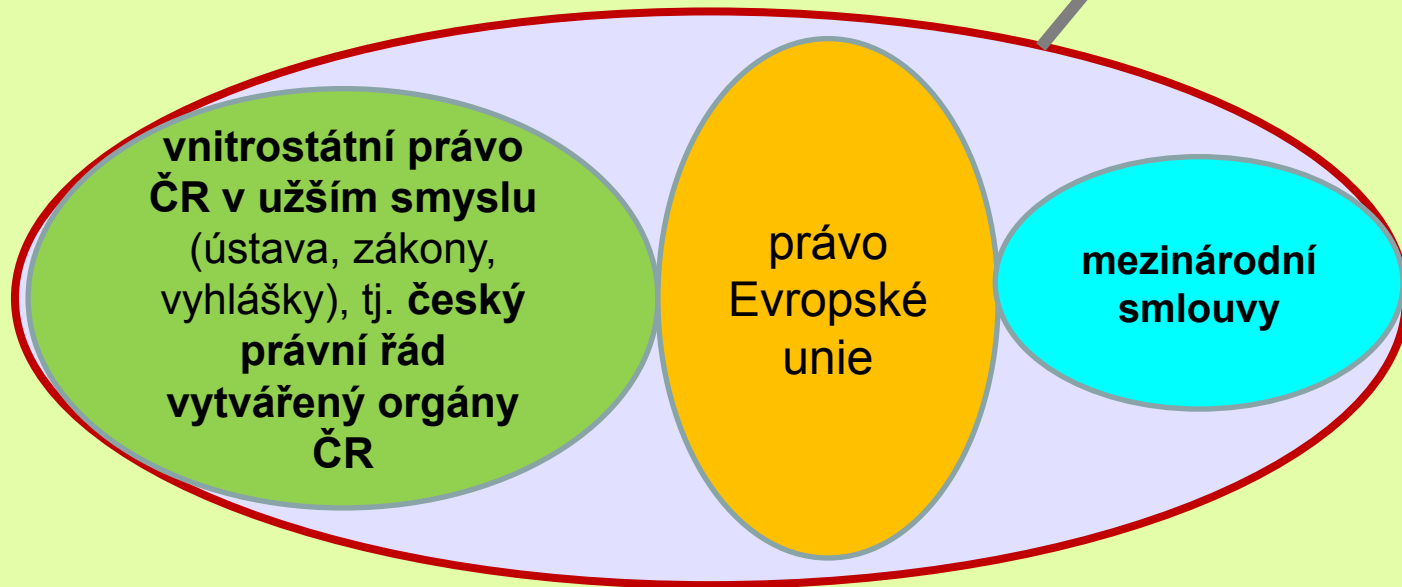 vnitrostátní právo
ČR v užším smyslu
(ústava, zákony,
vyhlášky), tj. český
právní řád
vytvářený orgány
ČR
právo
Evropské
unie
mezinárodní
smlouvy